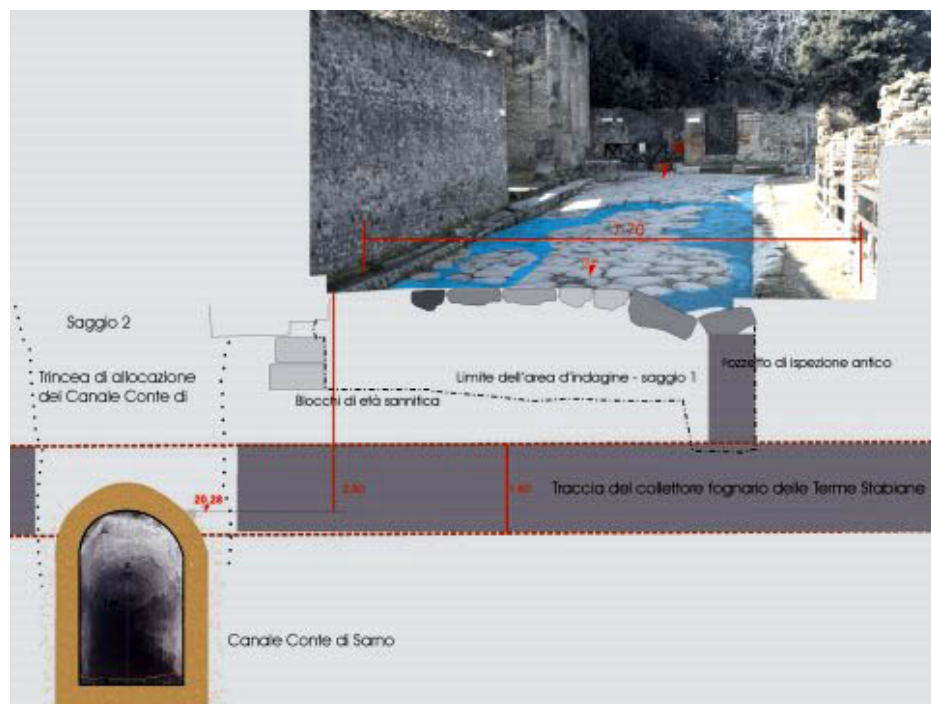 7.70
Saggio 2
Pozzetto di ispezione antico
Trincea di allocazione
del Canale Conte di
Limite dell'area d'indagine - saggio 1
Blocchi di età sannitica
20,28
Traccia del collettore fognario delle Terme Stabiane
Canale Conte di Sarno